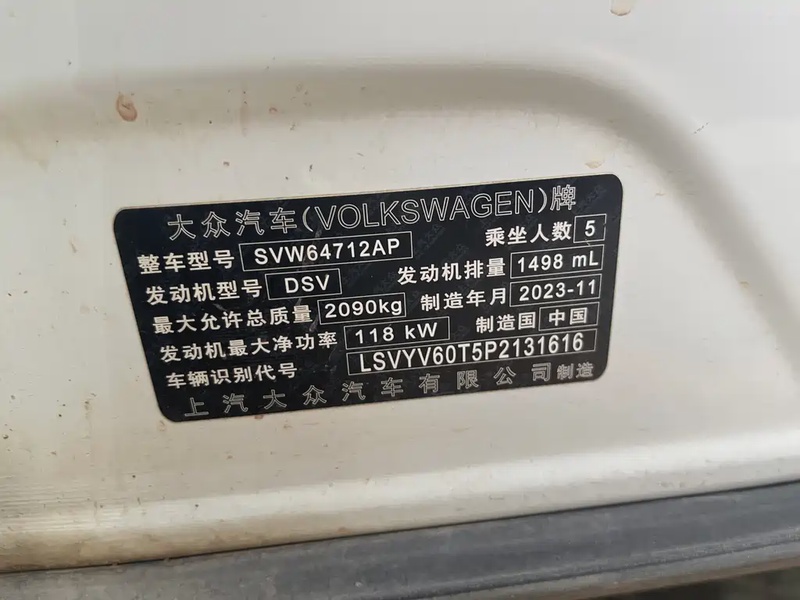 大众汽车(VOLKSWAGEN)牌
整车型号 SVW64712AP 乘坐人数 5
发动机型号 DSV 发动机排量 1498 mL
最大允许总质量 2090kg 制造年月 2023-11
发动机最大净功率 118 kW 制造国 中国
车辆识别代号 LSVYV60T5P2131616
上汽大众汽车有限公司制造